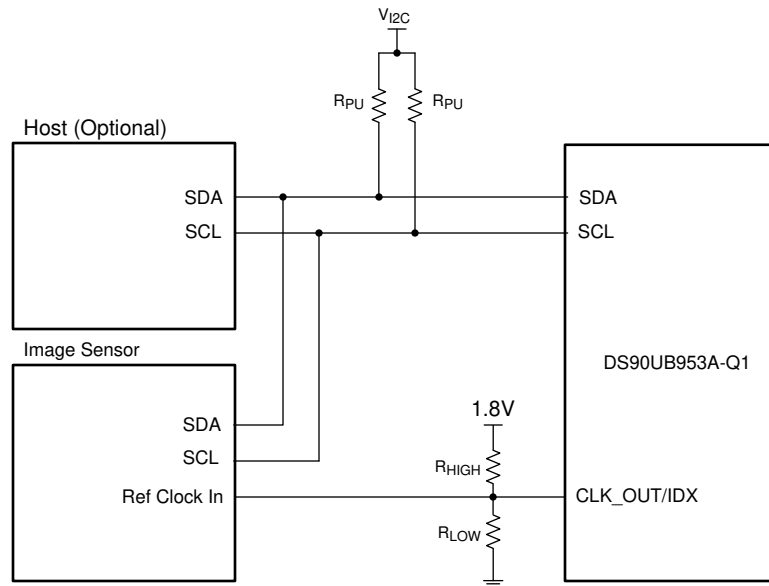 VI2C
RPU
RPU
Host (Optional)
SDA
SCL
SDA
SCL
Image Sensor
DS90UB953A-Q1
1.8V
SDA
SCL
RHIGH
Ref Clock In
CLK_OUT/IDX
RLOW